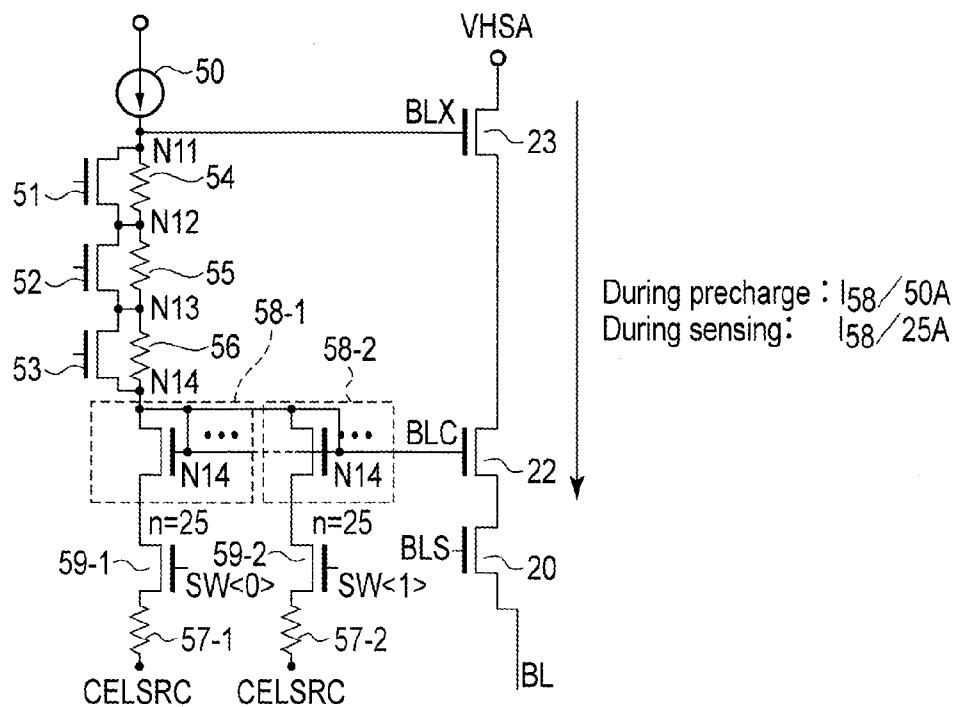 VHSA
50
BLX
23
N11
54
51
N12
55
52
N13
58-1
56
58-2
53
N14
During precharge : I58/50A
During sensing: I58/25A
BLC
N14
N14
22
n=25
n=25
59-1
59-2
BLS
20
SW<0>
SW<1>
57-1
57-2
BL
CELSRC
CELSRC